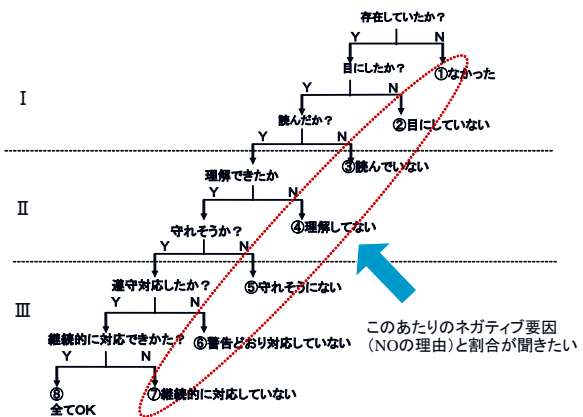 存在していたか?
Y N
目にしたか?
①なかった
Y N
Ⅰ
読んだか?
②目にしていない
Y N
③読んでいない
理解できたか
Y N
Ⅱ
④理解してない
守れそうか?
Y N
遵守対応したか?
⑤守れそうにない
Y N
Ⅲ
継続的に対応できかた?
⑥警告どおり対応していない
Y N
⑧
全てOK
⑦継続的に対応していない
このあたりのネガティブ要因
(NOの理由)と割合が聞きたい